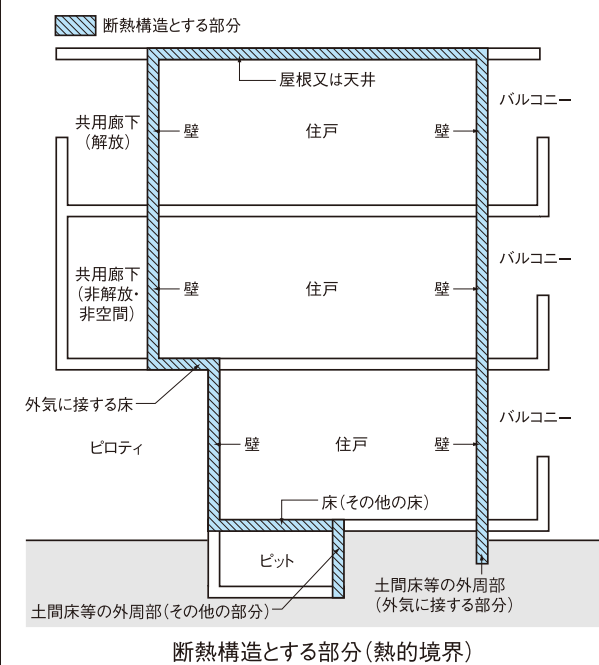 断熱構造とする部分
屋根又は天井
バルコニー
共用廊下
(解放)
壁
住戸
壁
バルコニー
共用廊下
(非解放・
非空間)
壁
住戸
壁
外気に接する床
バルコニー
ピロティ
壁
住戸
壁
床(その他の床)
ピット
土間床等の外周部
(外気に接する部分)
土間床等の外周部(その他の部分)
断熱構造とする部分(熱的境界)